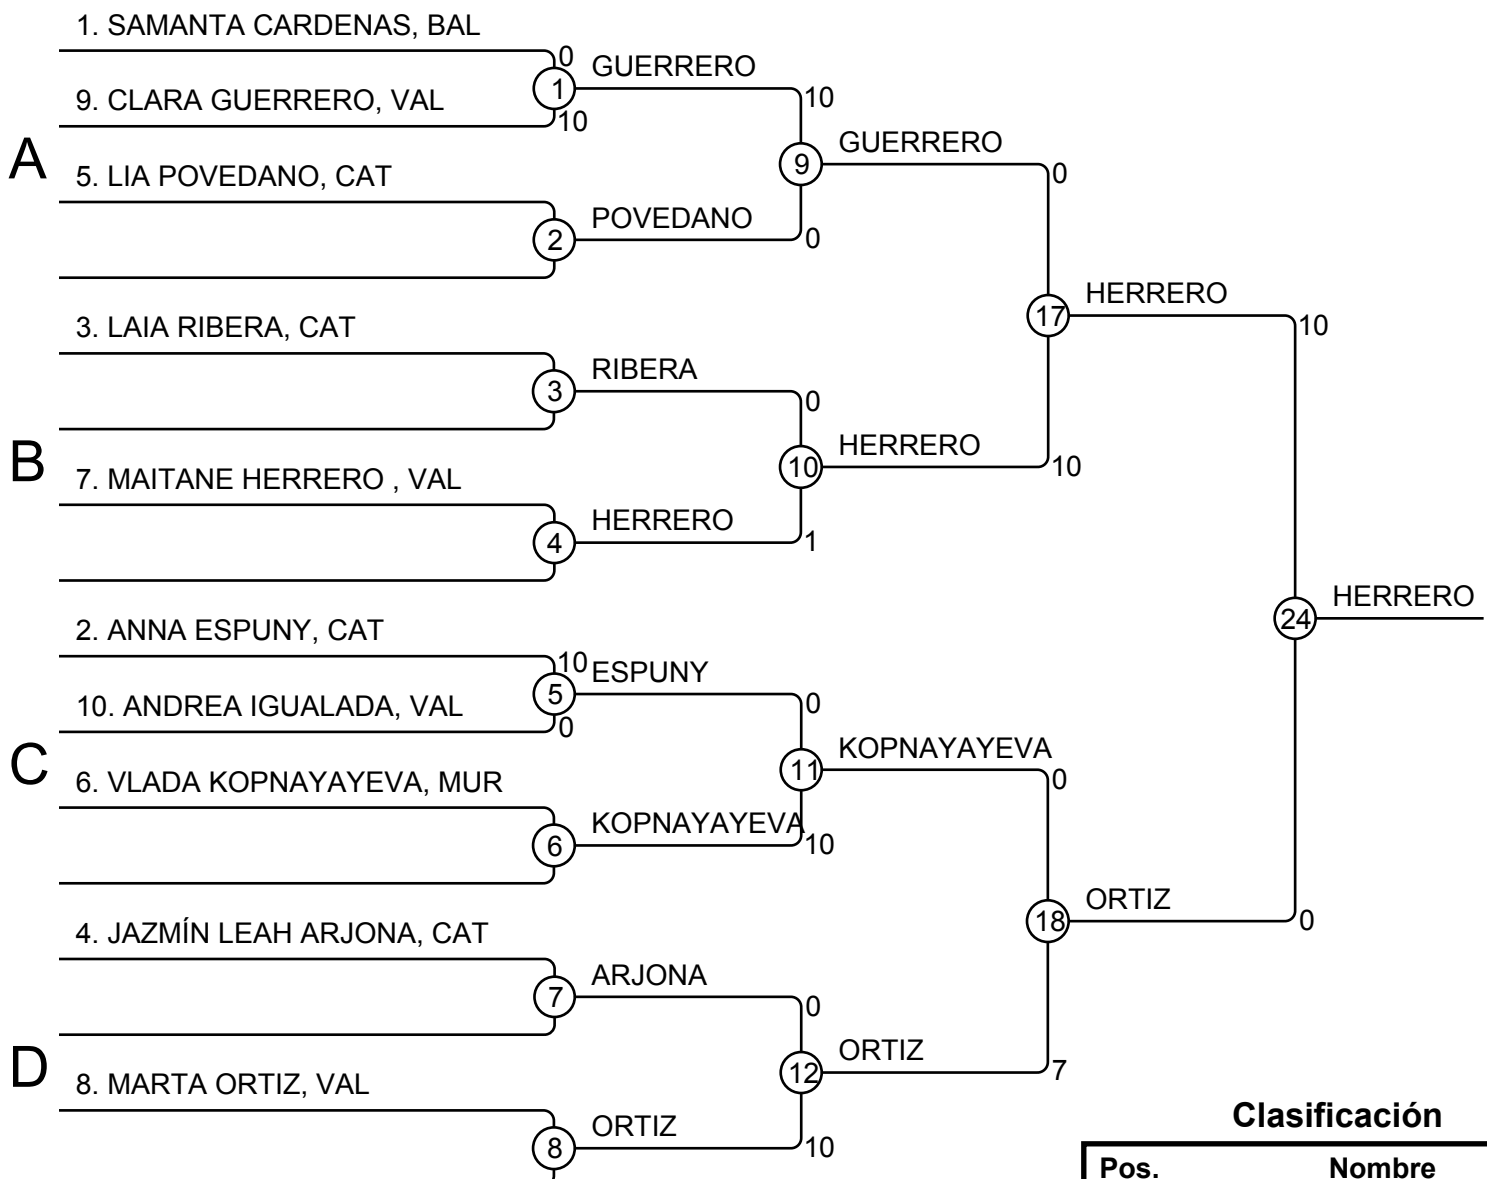 1. SAMANTA CARDENAS, BAL
0
GUERRERO
1
9. CLARA GUERRERO, VAL
10
10
GUERRERO
A
9
5. LIA POVEDANO, CAT
0
POVEDANO
2
0
HERRERO
3. LAIA RIBERA, CAT
17
10
RIBERA
3
0
HERRERO
B
10
10
7. MAITANE HERRERO , VAL
HERRERO
4
1
HERRERO
24
2. ANNA ESPUNY, CAT
10
ESPUNY
5
10. ANDREA IGUALADA, VAL
0
0
KOPNAYAYEVA
C
11
0
6. VLADA KOPNAYAYEVA, MUR
KOPNAYAYEVA
6
10
ORTIZ
18
0
4. JAZMÍN LEAH ARJONA, CAT
ARJONA
7
0
ORTIZ
D
12
7
8. MARTA ORTIZ, VAL
ORTIZ
8
10
Clasificación
Pos. Nombre